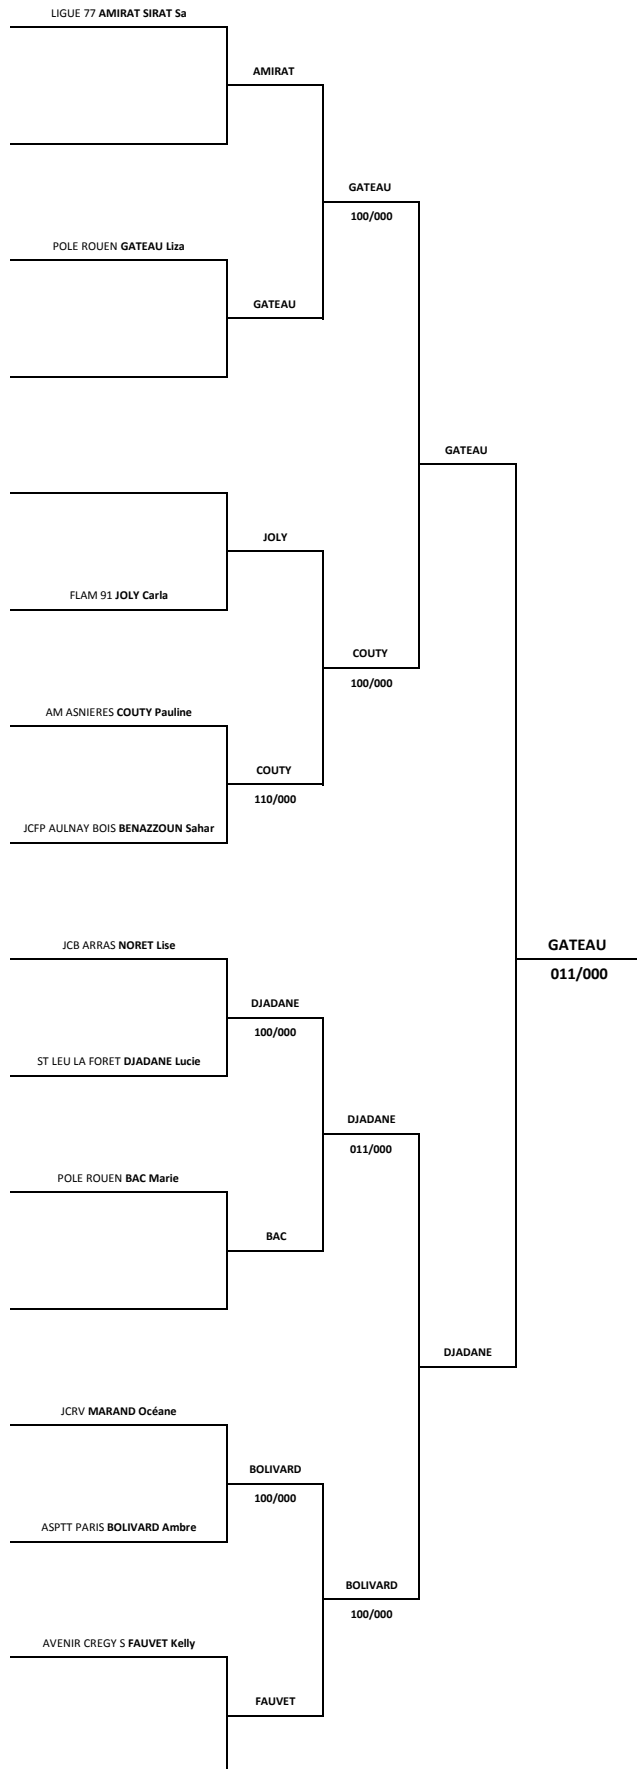 LIGUE 77 AMIRAT SIRAT Sa
AMIRAT
GATEAU
100/000
POLE ROUEN GATEAU Liza
GATEAU
GATEAU
JOLY
FLAM 91 JOLY Carla
COUTY
100/000
AM ASNIERES COUTY Pauline
COUTY
110/000
JCFP AULNAY BOIS BENAZZOUN Sahar
JCB ARRAS NORET Lise
GATEAU
011/000
DJADANE
100/000
ST LEU LA FORET DJADANE Lucie
DJADANE
011/000
POLE ROUEN BAC Marie
BAC
DJADANE
JCRV MARAND Océane
BOLIVARD
100/000
ASPTT PARIS BOLIVARD Ambre
BOLIVARD
100/000
AVENIR CREGY S FAUVET Kelly
FAUVET